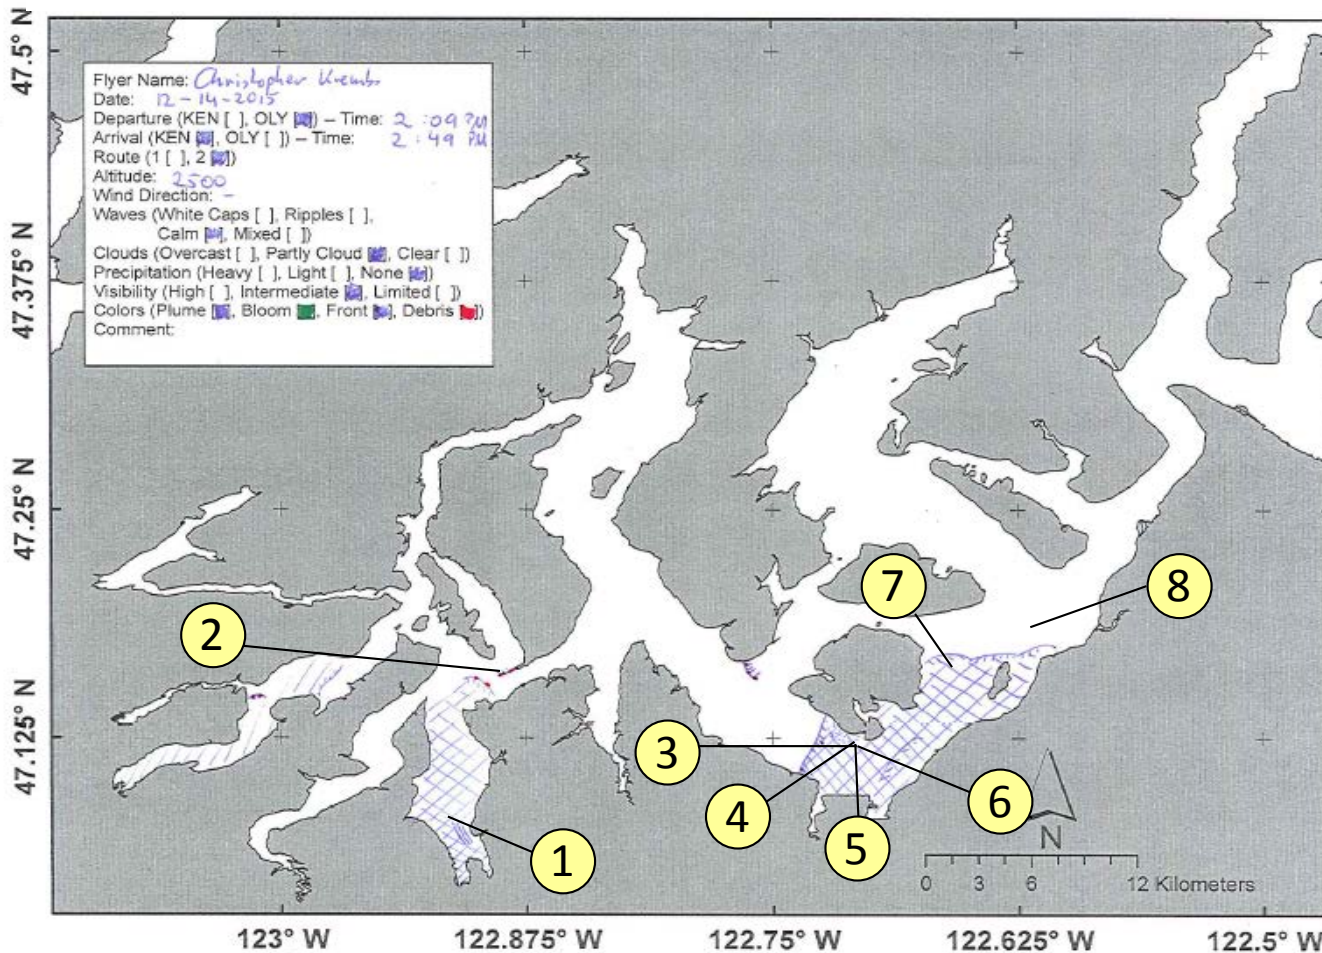 47.5° N
Flyer Name: Christopher Krembs
Date: 12-14-2015
Departure (KEN [ ], OLY [ ]) – Time: 2:09 PM
Arrival (KEN [ ], OLY [ ]) – Time: 2:49 PM
Route (1 [ ], 2 [ ])
Altitude: 2500
Wind Direction: -
Waves (White Caps [ ], Ripples [ ],
Calm [ ], Mixed [ ])
Clouds (Overcast [ ], Partly Cloud [ ], Clear [ ])
Precipitation (Heavy [ ], Light [ ], None [ ])
Visibility (High [ ], Intermediate [ ], Limited [ ])
Colors (Plume [ ], Bloom [ ], Front [ ], Debris [ ])
Comment:
47.375° N
47.25° N
7
8
2
47.125° N
3
4
5
6
1
N
0 3 6 12 Kilometers
123° W 122.875° W 122.75° W 122.625° W 122.5° W